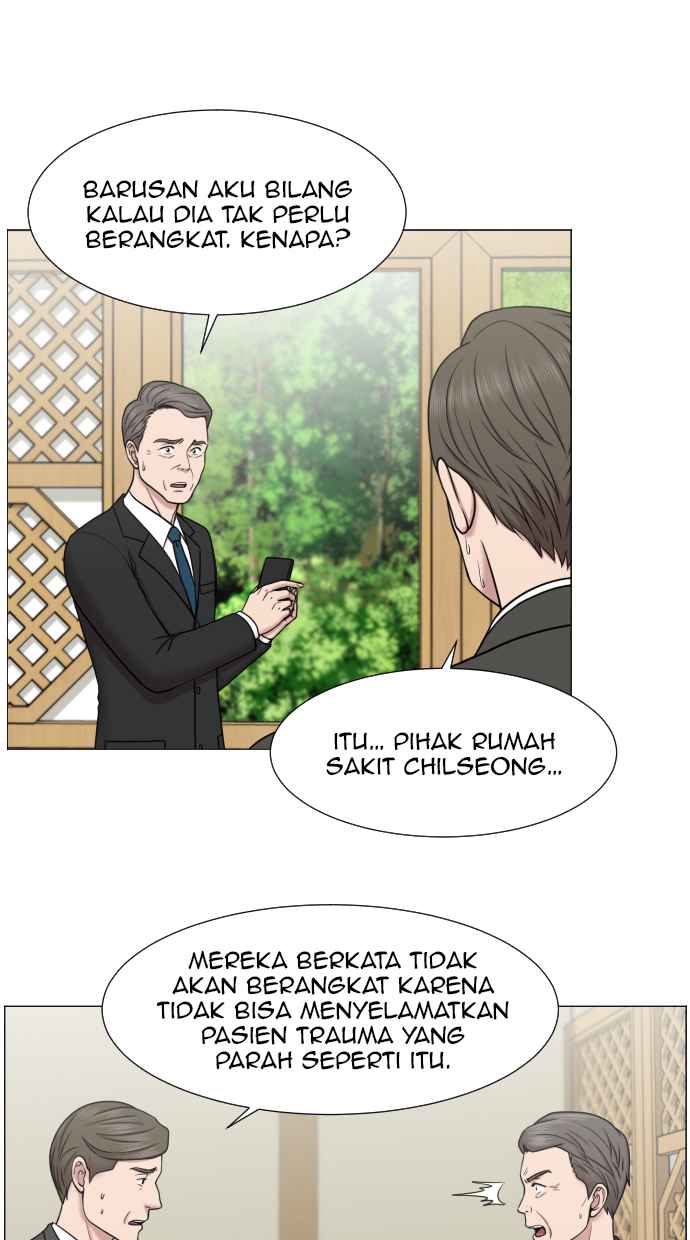 BARUSAN AKU BILANG
KALAU DIA TAK PERLU
BERANGKAT. KENAPA?
ITU... PIHAK RUMAH
SAKIT CHILSEONG...
MEREKA BERKATA TIDAK
AKAN BERANGKAT KARENA
TIDAK BISA MENYELAMATKAN
PASIEN TRAUMA YANG
PARAH SEPERTI ITU.